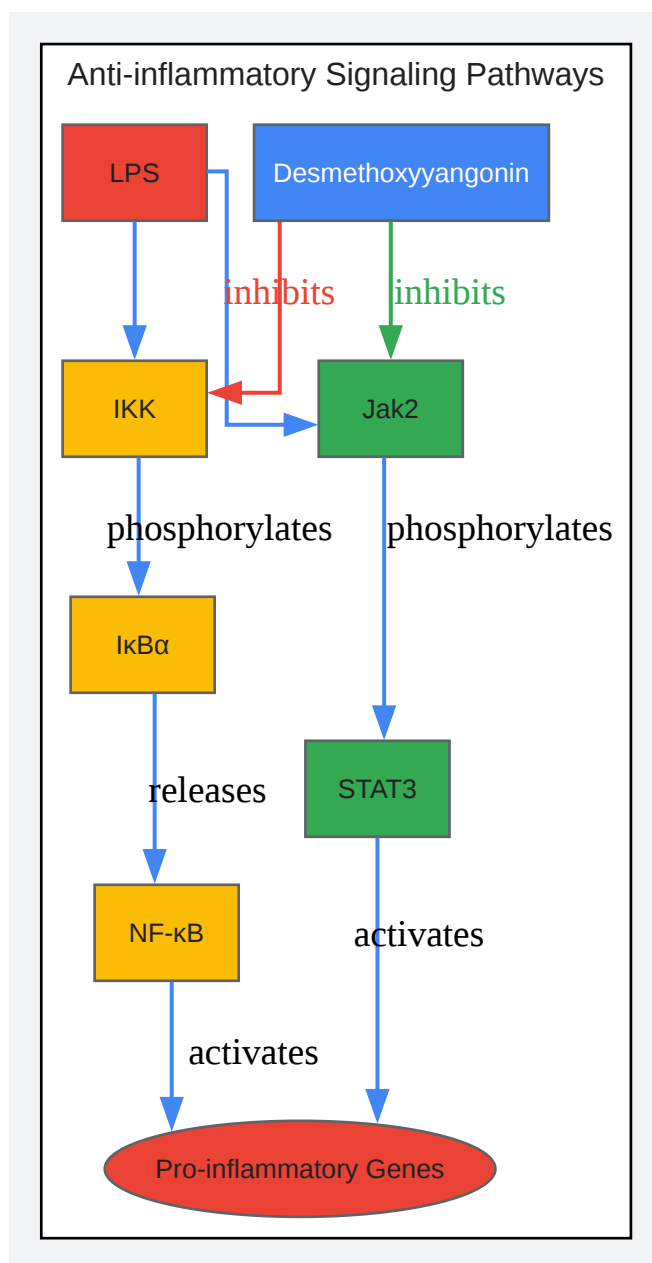 Anti-inflammatory Signaling Pathways
LPS
Desmethoxyyangonin
inhibits
inhibits
IKK
Jak2
phosphorylates
phosphorylates
IκBα
releases
STAT3
NF-κB
activates
activates
Pro-inflammatory Genes